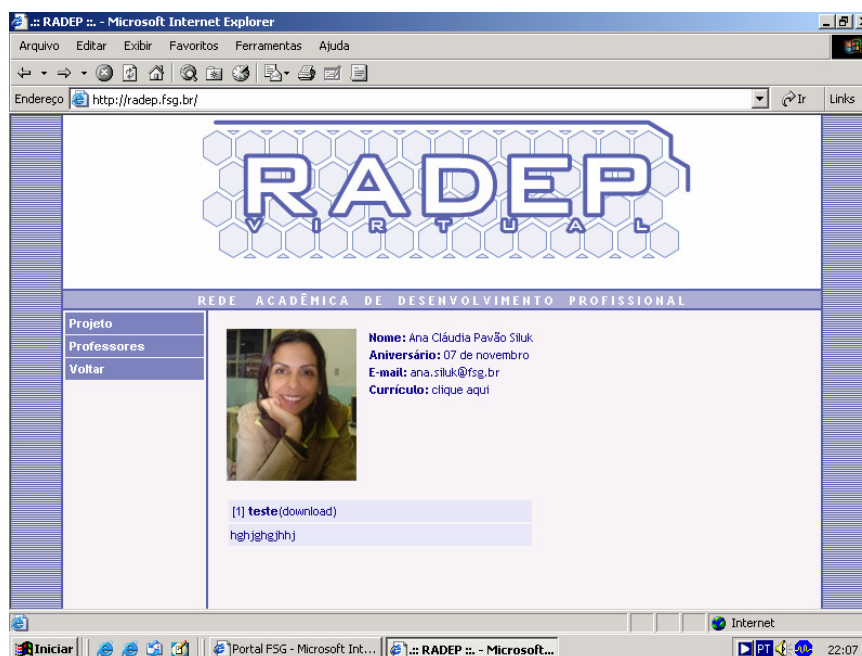 .:: RADEP ::. - Microsoft Internet Explorer
Arquivo Editar Exibir Favoritos Ferramentas Ajuda
Endereço http://radep.fsg.br/ Ir Links
RADEP
VIRTUAL
REDE ACADÊMICA DE DESENVOLVIMENTO PROFISSIONAL
Projeto
Professores
Voltar
Nome: Ana Cláudia Pavão Siluk
Aniversário: 07 de novembro
E-mail: ana.siluk@fsg.br
Currículo: clique aqui
[1] teste(download)
hghjghgjhhj
Internet
Iniciar Portal FSG - Microsoft Int... .:: RADEP ::. - Microsoft... PT 22:07